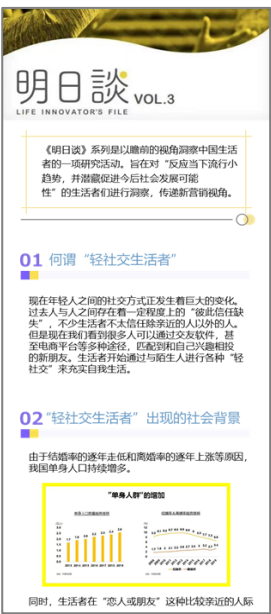 明日談 VOL.3
LIFE INNOVATOR'S FILE
《明日谈》系列是以瞻前的视角洞察中国生活
者的一项研究活动。旨在对“反应当下流行小
趋势，并潜藏促进今后社会发展可能
性”的生活者们进行洞察，传递新营销视角。
01 何谓“轻社交生活者”
现在年轻人之间的社交方式正发生着巨大的变化。
过去人与人之间存在着一定程度上的“彼此信任缺
失”，不少生活者不太信任除亲近的人以外的人。
但是现在我们看到很多人可以通过交友软件，甚
至电商平台等多种途径，匹配到和自己兴趣相投
的新朋友。生活者开始通过与陌生人进行各种“轻
社交”来充实自我生活。
02 “轻社交生活者”出现的社会背景
由于结婚率的逐年走低和离婚率的逐年上涨等原因，
我国单身人口持续增多。
“单身人群”的增加
同时，生活者在“恋人或朋友”这种比较亲近的人际